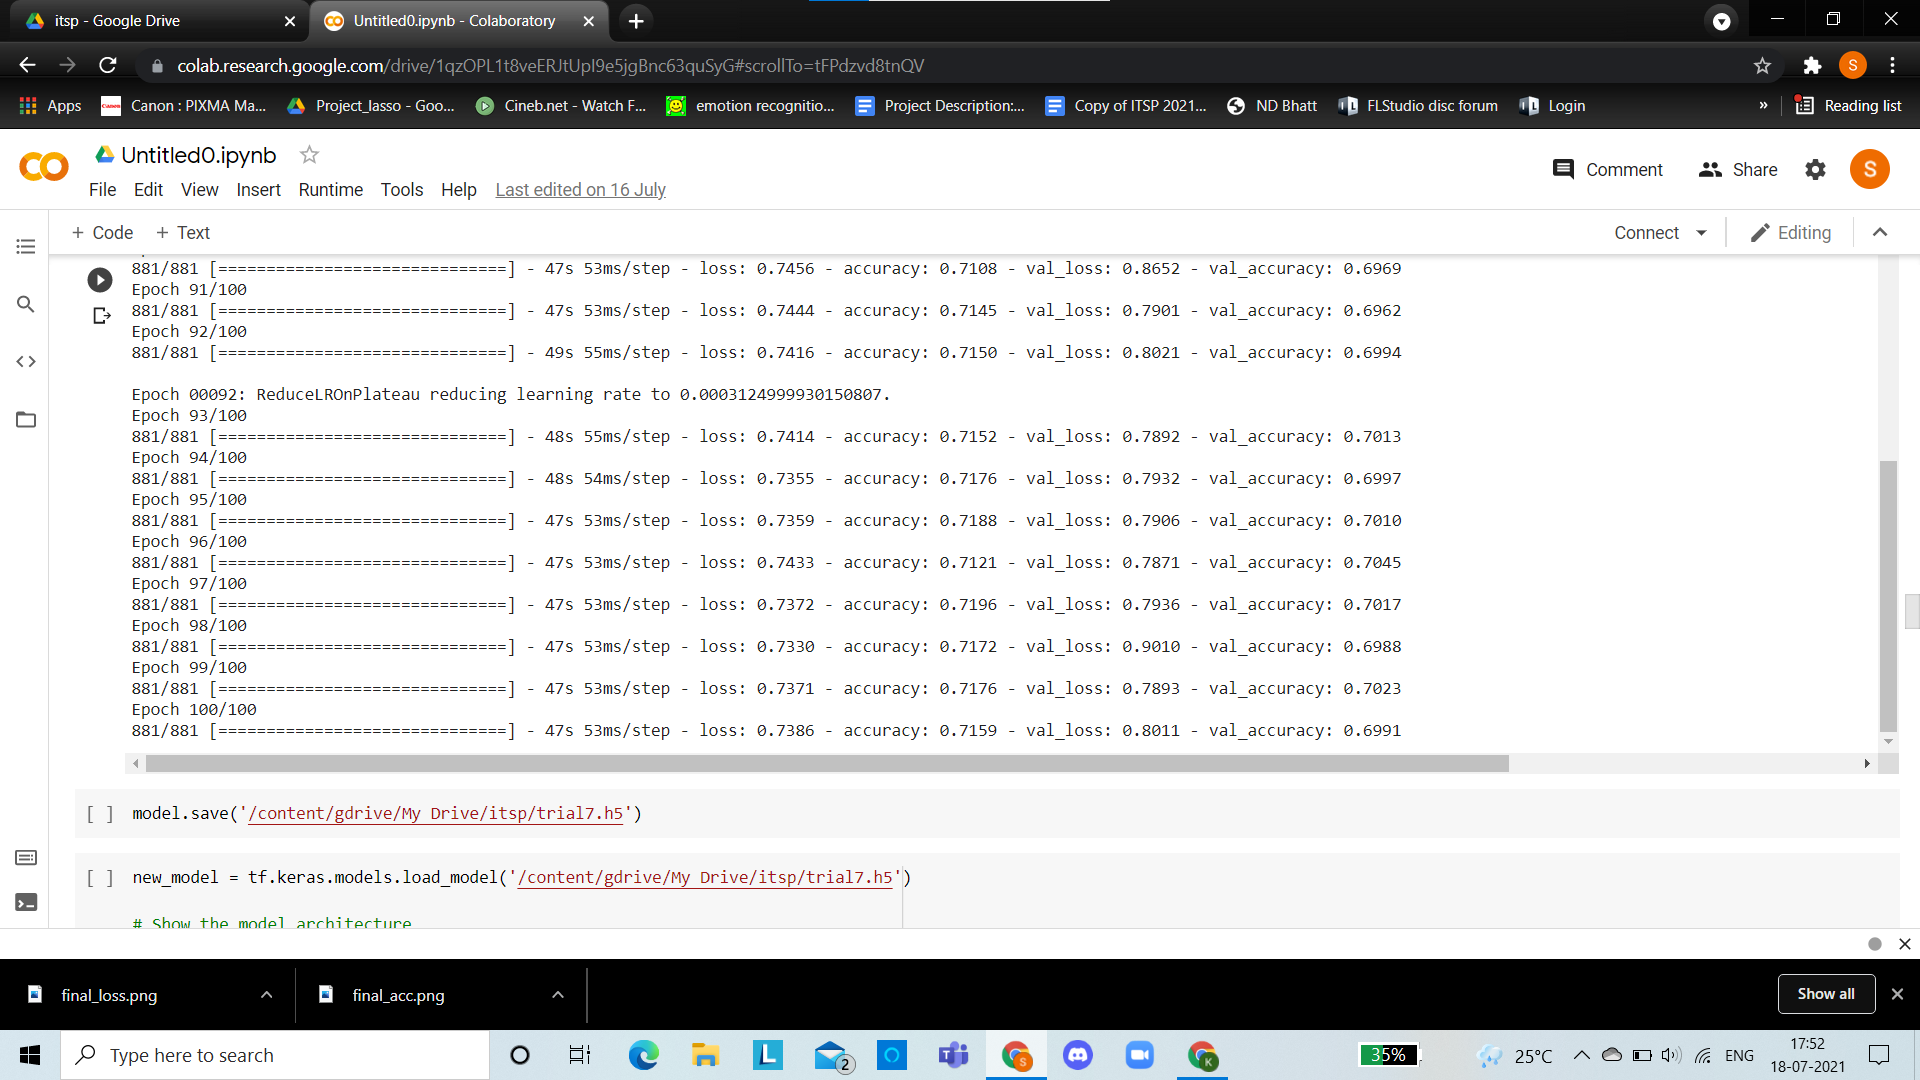 itsp - Google Drive
Untitled0.ipynb - Colaboratory
colab.research.google.com/drive/1qzOPL1t8veERJtUpI9e5jgBnc63quSyG#scrollTo=tFPdzvd8tnQV
S
Apps
Canon : PIXMA Ma...
Project_lasso - Goo...
Cineb.net - Watch F...
emotion recognitio...
Project Description:...
Copy of ITSP 2021...
ND Bhatt
FLStudio disc forum
Login
»
Reading list
Untitled0.ipynb
Comment
Share
S
File Edit View Insert Runtime Tools Help Last edited on 16 July
+ Code + Text
Connect
Editing
881/881 [==============================] - 47s 53ms/step - loss: 0.7456 - accuracy: 0.7108 - val_loss: 0.8652 - val_accuracy: 0.6969
Epoch 91/100
881/881 [==============================] - 47s 53ms/step - loss: 0.7444 - accuracy: 0.7145 - val_loss: 0.7901 - val_accuracy: 0.6962
Epoch 92/100
881/881 [==============================] - 49s 55ms/step - loss: 0.7416 - accuracy: 0.7150 - val_loss: 0.8021 - val_accuracy: 0.6994
Epoch 00092: ReduceLROnPlateau reducing learning rate to 0.0003124999930150807.
Epoch 93/100
881/881 [==============================] - 48s 55ms/step - loss: 0.7414 - accuracy: 0.7152 - val_loss: 0.7892 - val_accuracy: 0.7013
Epoch 94/100
881/881 [==============================] - 48s 54ms/step - loss: 0.7355 - accuracy: 0.7176 - val_loss: 0.7932 - val_accuracy: 0.6997
Epoch 95/100
881/881 [==============================] - 47s 53ms/step - loss: 0.7359 - accuracy: 0.7188 - val_loss: 0.7906 - val_accuracy: 0.7010
Epoch 96/100
881/881 [==============================] - 47s 53ms/step - loss: 0.7433 - accuracy: 0.7121 - val_loss: 0.7871 - val_accuracy: 0.7045
Epoch 97/100
881/881 [==============================] - 47s 53ms/step - loss: 0.7372 - accuracy: 0.7196 - val_loss: 0.7936 - val_accuracy: 0.7017
Epoch 98/100
881/881 [==============================] - 47s 53ms/step - loss: 0.7330 - accuracy: 0.7172 - val_loss: 0.9010 - val_accuracy: 0.6988
Epoch 99/100
881/881 [==============================] - 47s 53ms/step - loss: 0.7371 - accuracy: 0.7176 - val_loss: 0.7893 - val_accuracy: 0.7023
Epoch 100/100
881/881 [==============================] - 47s 53ms/step - loss: 0.7386 - accuracy: 0.7159 - val_loss: 0.8011 - val_accuracy: 0.6991
[ ] model.save('/content/gdrive/My Drive/itsp/trial7.h5')
[ ] new_model = tf.keras.models.load_model('/content/gdrive/My Drive/itsp/trial7.h5')
# Show the model architecture
final_loss.png
final_acc.png
Show all
Type here to search
2
35%
25°C
ENG
17:52
18-07-2021